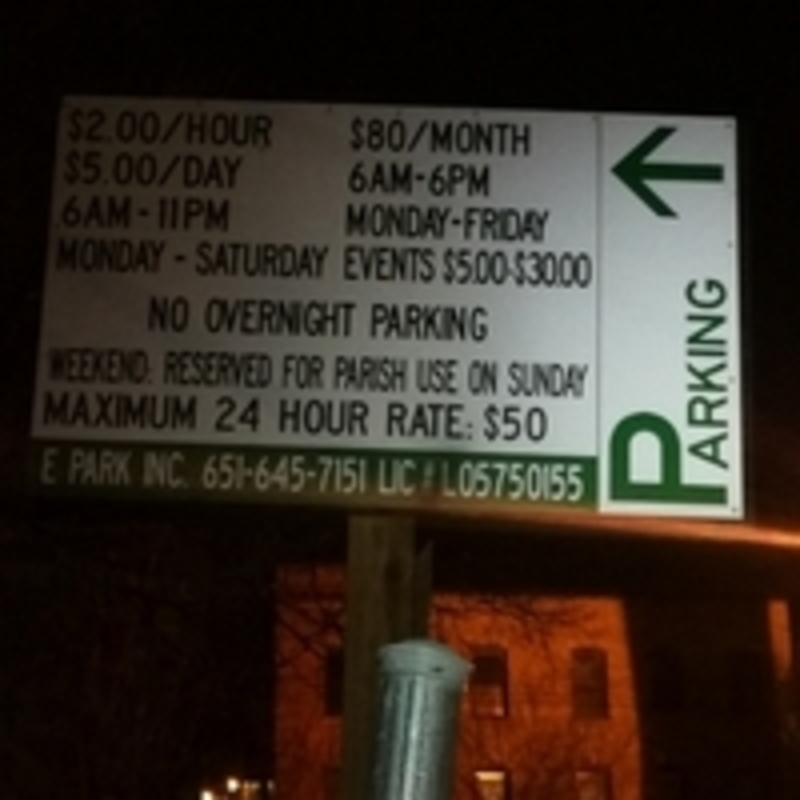 $2.00/HOUR
$5.00/DAY
6AM-11PM
MONDAY - SATURDAY
$80/MONTH
6AM-6PM
MONDAY-FRIDAY
EVENTS $5.00-$30.00
NO OVERNIGHT PARKING
WEEKEND: RESERVED FOR PARISH USE ON SUNDAY
MAXIMUM 24 HOUR RATE: $50
E PARK INC. 651-645-7151 LIC # L05750155
PARKING